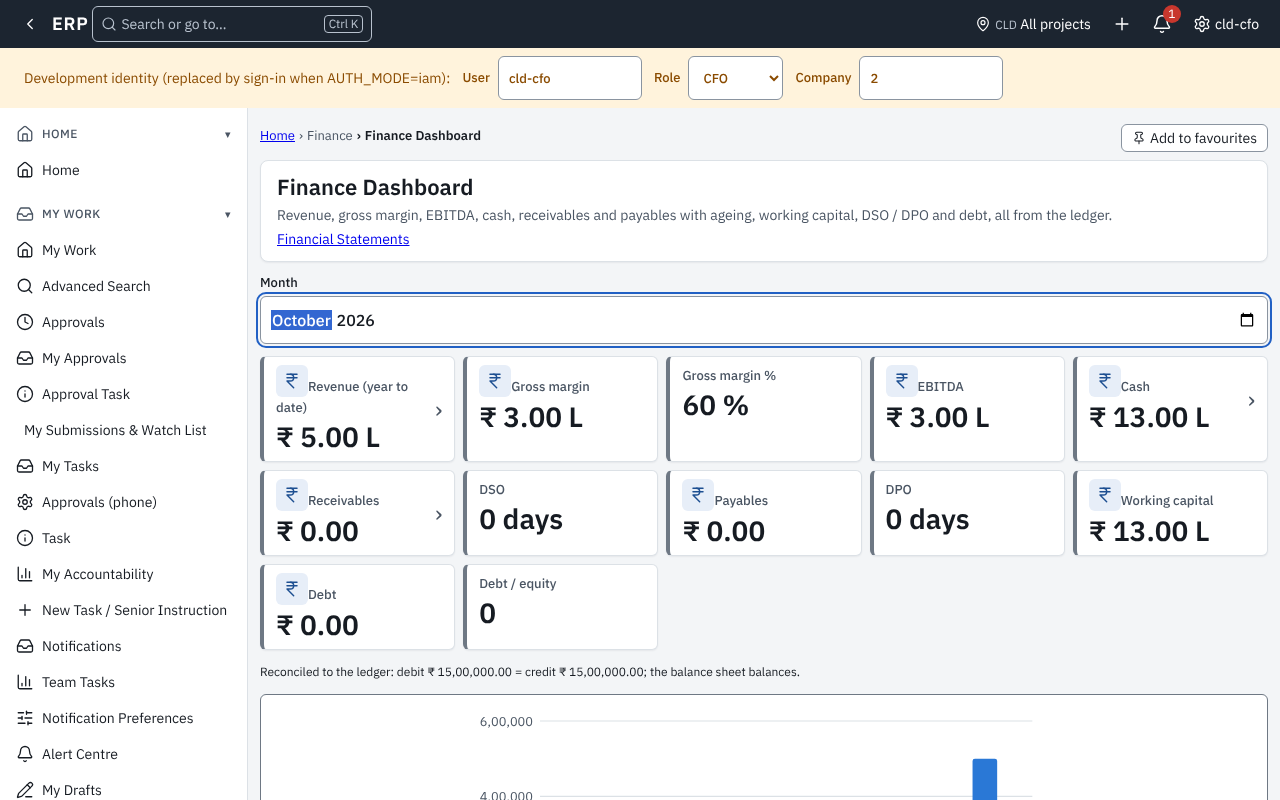 ERP
Search or go to...
Ctrl K
CLD All projects
1
cld-cfo
Development identity (replaced by sign-in when AUTH_MODE=iam):
User
cld-cfo
Role
CFO
Company
2
HOME
Home
MY WORK
My Work
Advanced Search
Approvals
My Approvals
Approval Task
My Submissions & Watch List
My Tasks
Approvals (phone)
Task
My Accountability
New Task / Senior Instruction
Notifications
Team Tasks
Notification Preferences
Alert Centre
My Drafts
Home › Finance › Finance Dashboard
Add to favourites
Finance Dashboard
Revenue, gross margin, EBITDA, cash, receivables and payables with ageing, working capital, DSO / DPO and debt, all from the ledger.
Financial Statements
Month
October 2026
₹ Revenue (year to
date)
₹ 5.00 L
₹ Gross margin
₹ 3.00 L
Gross margin %
60 %
₹ EBITDA
₹ 3.00 L
₹ Cash
₹ 13.00 L
₹ Receivables
₹ 0.00
DSO
0 days
₹ Payables
₹ 0.00
DPO
0 days
₹ Working capital
₹ 13.00 L
₹ Debt
₹ 0.00
Debt / equity
0
Reconciled to the ledger: debit ₹ 15,00,000.00 = credit ₹ 15,00,000.00; the balance sheet balances.
6,00,000
4,00,000